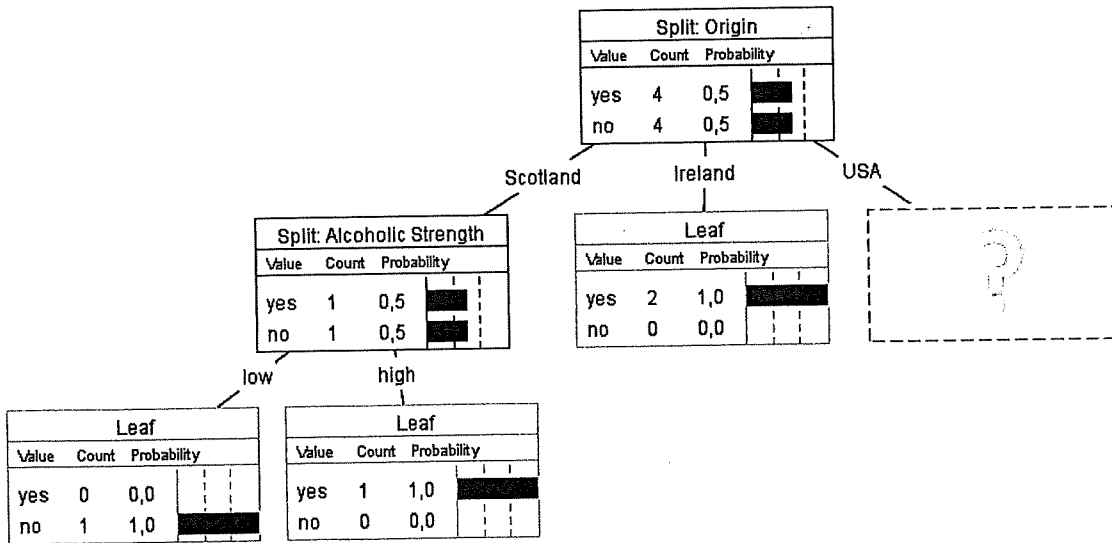 Split: Origin
Value Count Probability
yes 4 0,5
no 4 0,5
Scotland
Ireland
USA
Split: Alcoholic Strength
Value Count Probability
yes 1 0,5
no 1 0,5
Leaf
Value Count Probability
yes 2 1,0
no 0 0,0
?
low
high
Leaf
Value Count Probability
yes 0 0,0
no 1 1,0
Leaf
Value Count Probability
yes 1 1,0
no 0 0,0